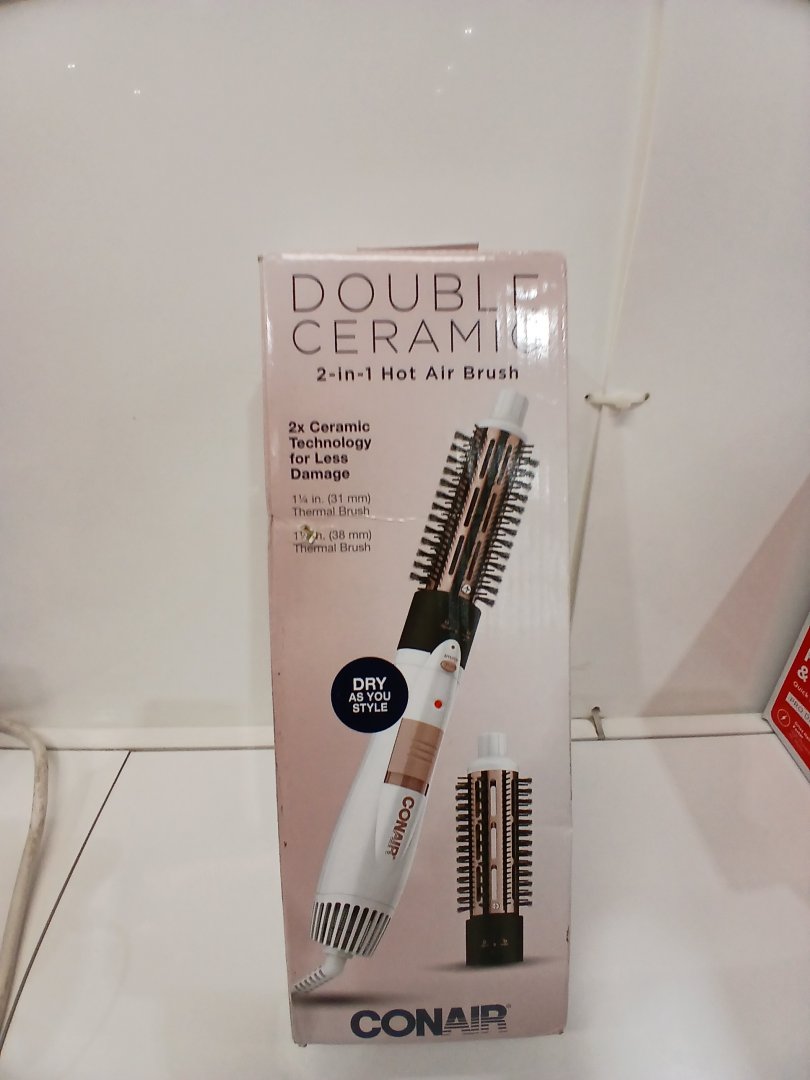 DOUBLE
CERAMIC
2-in-1 Hot Air Brush
2x Ceramic
Technology
for Less
Damage
1¼ in. (31 mm)
Thermal Brush
(38 mm)
Thermal Brush
DRY
AS YOU
STYLE
CONAIR
CONAIR
&